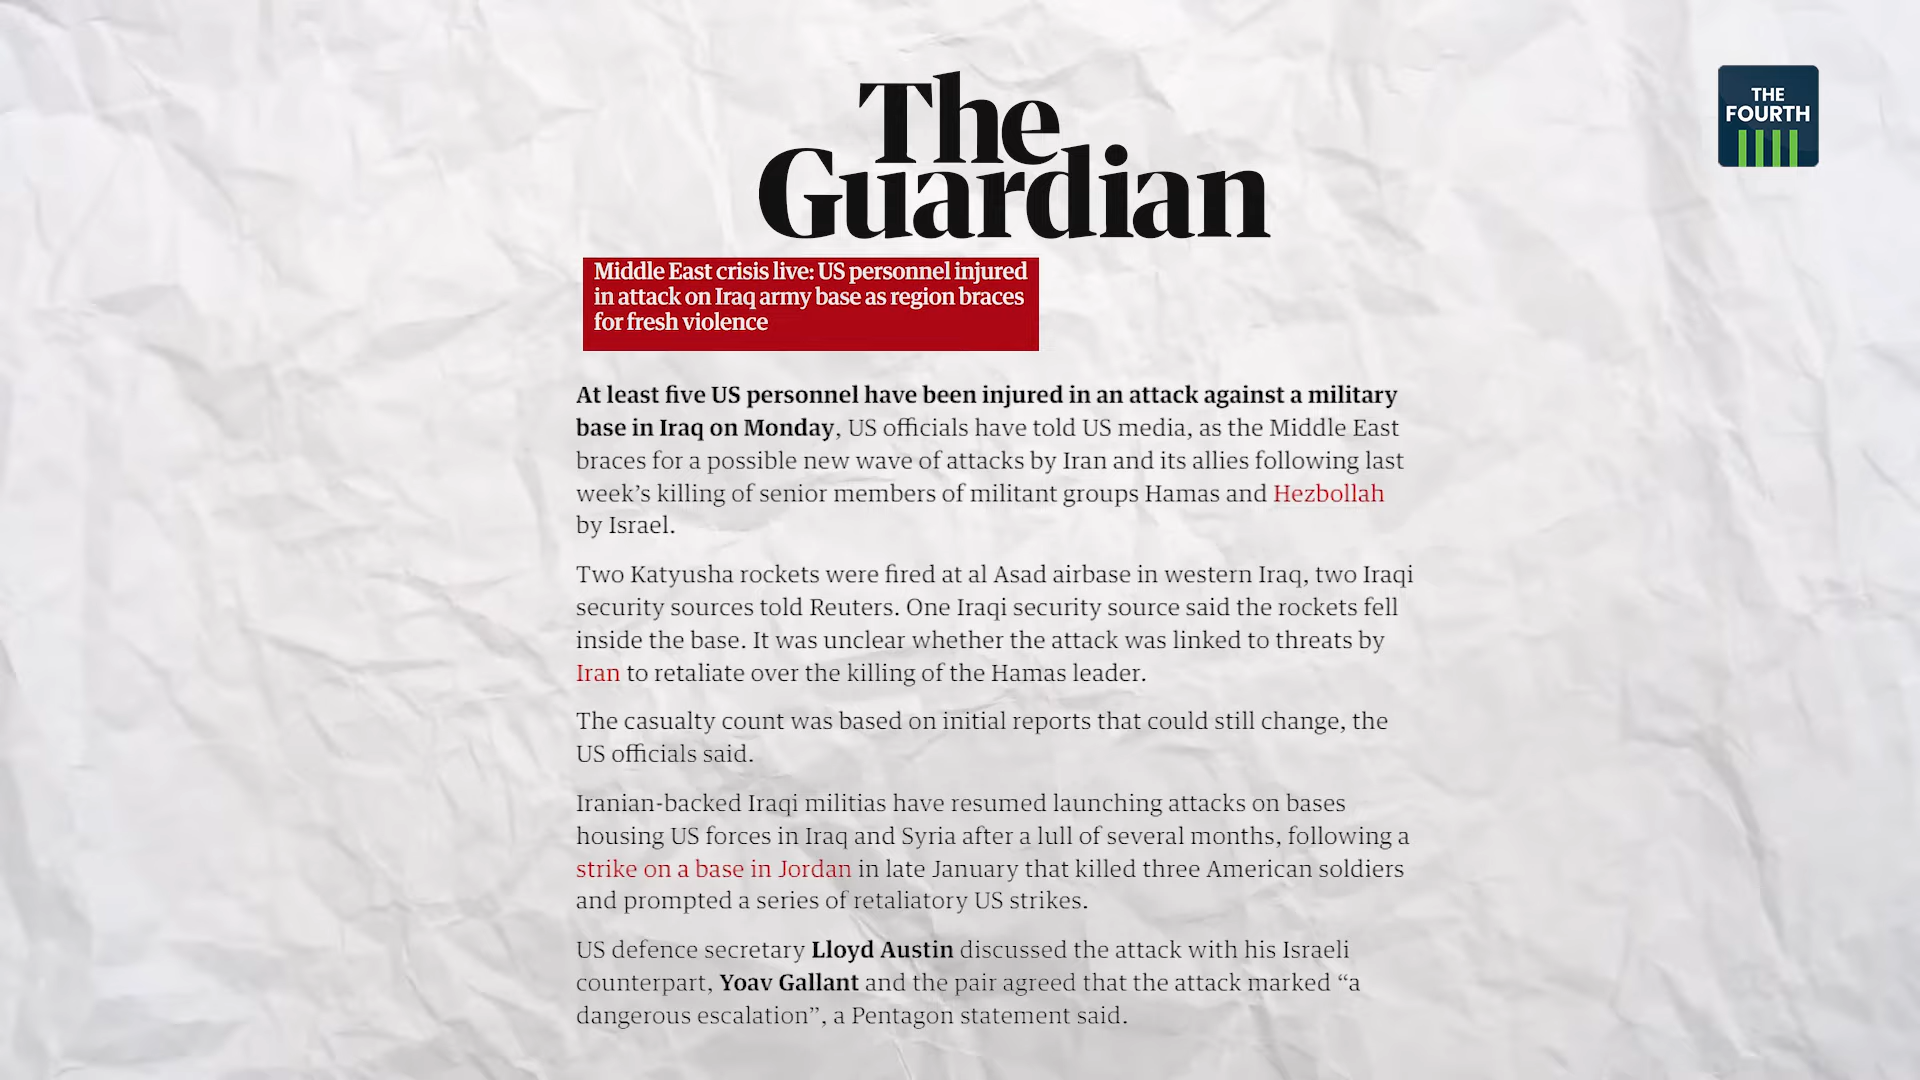 The
Guardian
THE
FOURTH
Middle East crisis live: US personnel injured
in attack on Iraq army base as region braces
for fresh violence
At least five US personnel have been injured in an attack against a military
base in Iraq on Monday, US officials have told US media, as the Middle East
braces for a possible new wave of attacks by Iran and its allies following last
week’s killing of senior members of militant groups Hamas and Hezbollah
by Israel.
Two Katyusha rockets were fired at al Asad airbase in western Iraq, two Iraqi
security sources told Reuters. One Iraqi security source said the rockets fell
inside the base. It was unclear whether the attack was linked to threats by
Iran to retaliate over the killing of the Hamas leader.
The casualty count was based on initial reports that could still change, the
US officials said.
Iranian-backed Iraqi militias have resumed launching attacks on bases
housing US forces in Iraq and Syria after a lull of several months, following a
strike on a base in Jordan in late January that killed three American soldiers
and prompted a series of retaliatory US strikes.
US defence secretary Lloyd Austin discussed the attack with his Israeli
counterpart, Yoav Gallant and the pair agreed that the attack marked “a
dangerous escalation”, a Pentagon statement said.